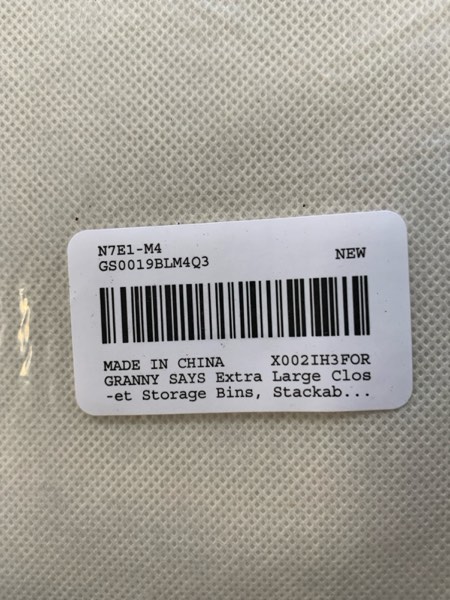 N7E1-M4
GS0019BLM4Q3
NEW
MADE IN CHINA X002IH3FOR
GRANNY SAYS Extra Large Clos
-et Storage Bins, Stackab...